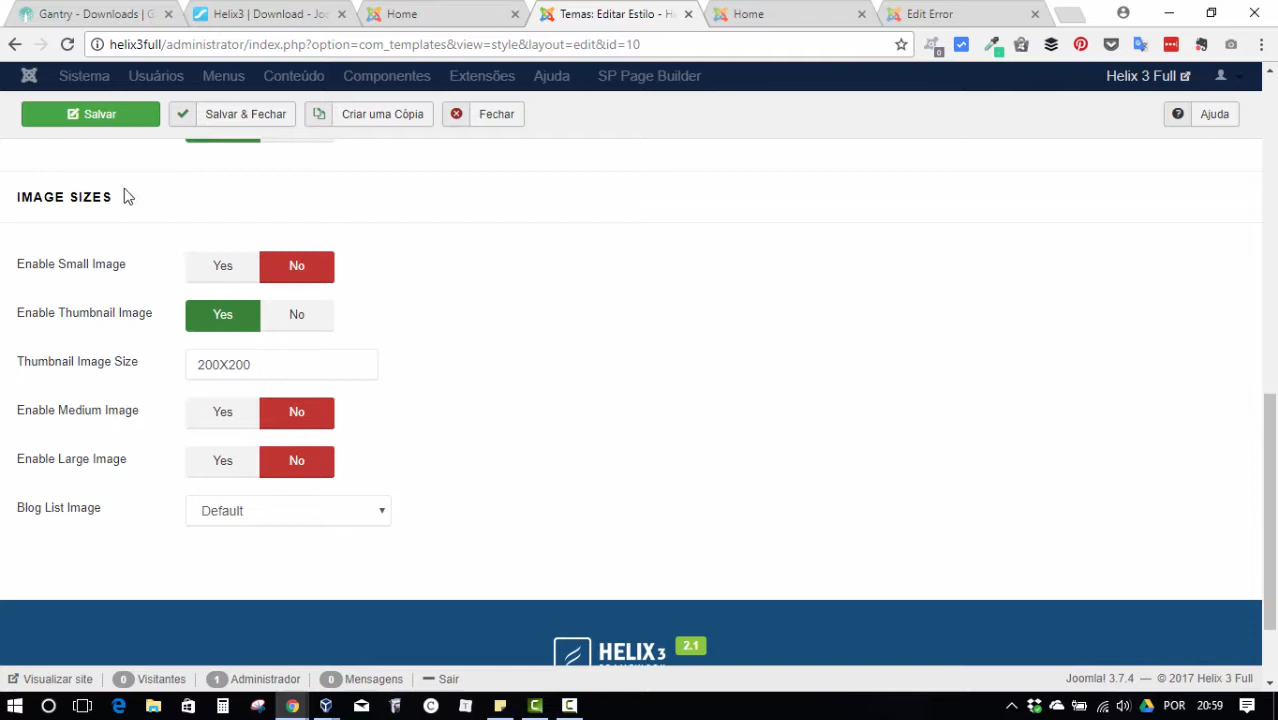 Gantry - Downloads | G
Helix3 | Download - Joo
Home
Temas: Editar Estilo - H
Home
Edit Error
helix3full/administrator/index.php?option=com_templates&view=style&layout=edit&id=10
Sistema Usuários Menus Conteúdo Componentes Extensões Ajuda SP Page Builder Helix 3 Full
Salvar Salvar & Fechar Criar uma Cópia Fechar Ajuda
IMAGE SIZES
Enable Small Image Yes No
Enable Thumbnail Image Yes No
Thumbnail Image Size 200X200
Enable Medium Image Yes No
Enable Large Image Yes No
Blog List Image Default
HELIX3 2.1
Visualizar site 0 Visitantes 1 Administrador 0 Mensagens Sair Joomla! 3.7.4 — © 2017 Helix 3 Full
POR 20:59